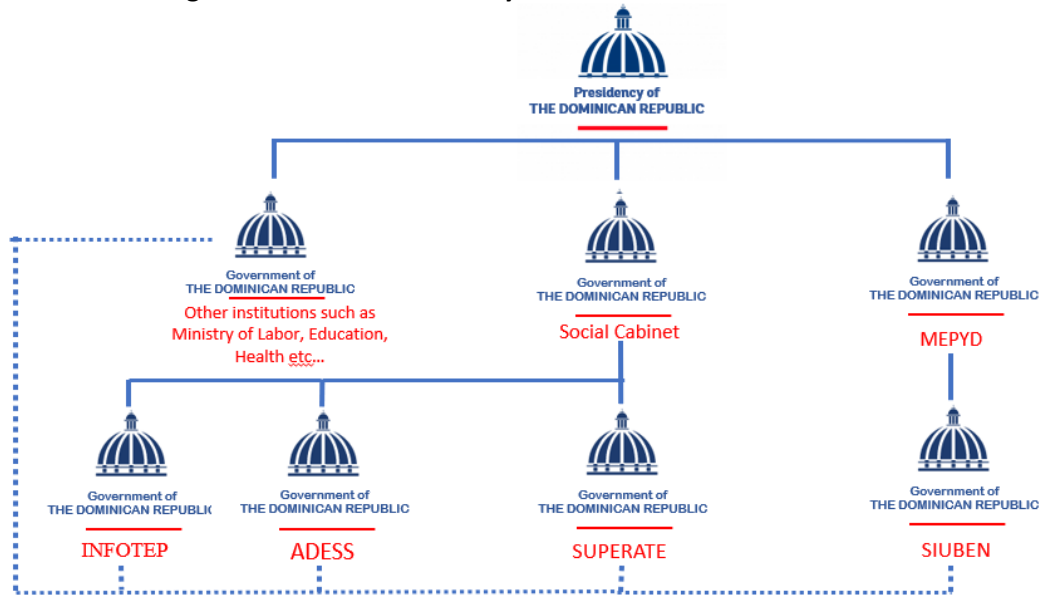 Presidency of
THE DOMINICAN REPUBLIC
Government of
THE DOMINICAN REPUBLIC
Other institutions such as
Ministry of Labor, Education,
Health etc...
Government of
THE DOMINICAN REPUBLIC
Social Cabinet
Government of
THE DOMINICAN REPUBLIC
MEPYD
Government of
THE DOMINICAN REPUBLI
INFOTEP
Government of
THE DOMINICAN REPUBLIC
ADESS
Government of
THE DOMINICAN REPUBLIC
SUPERATE
Government of
THE DOMINICAN REPUBLIC
SIUBEN